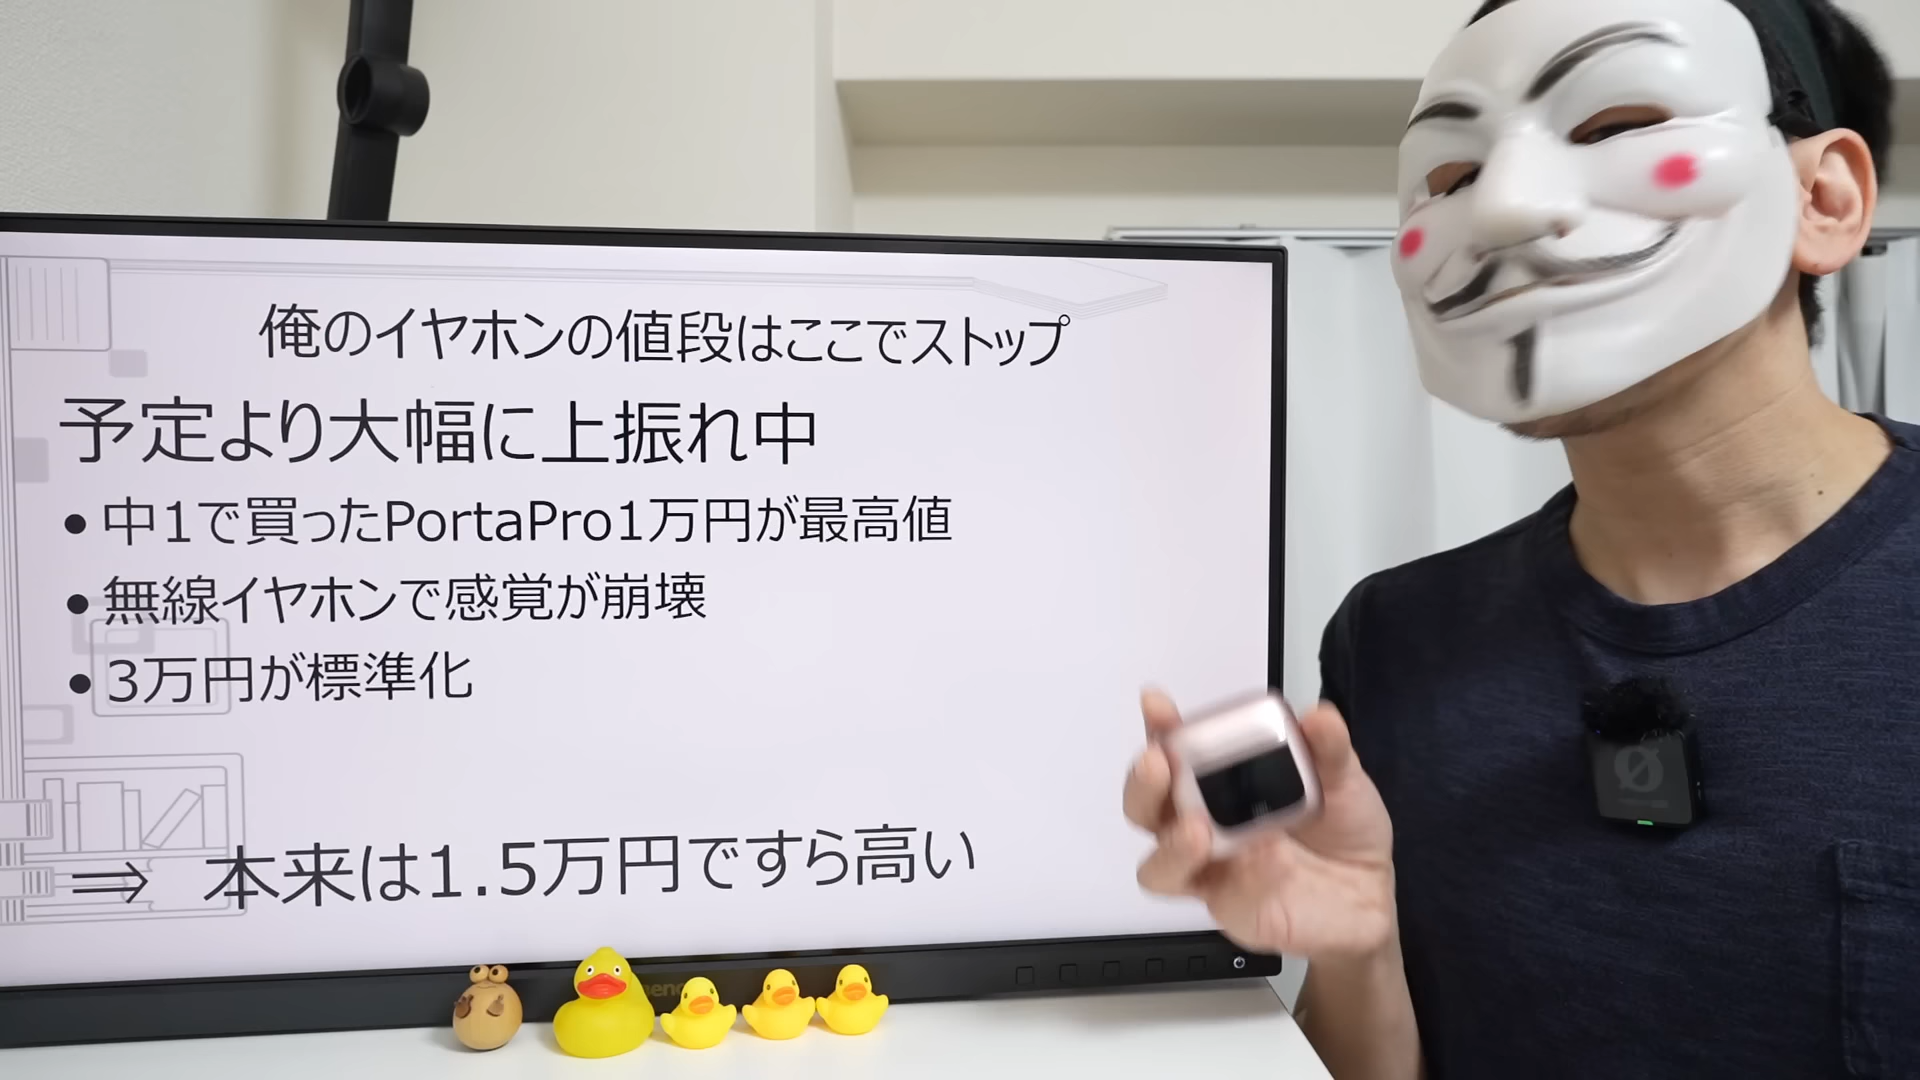 俺のイヤホンの値段はここでストップ
予定より大幅に上振れ中
•中1で買ったPortaPro1万円が最高値
•無線イヤホンで感覚が崩壊
•3万円が標準化
⇒ 本来は1.5万円ですら高い